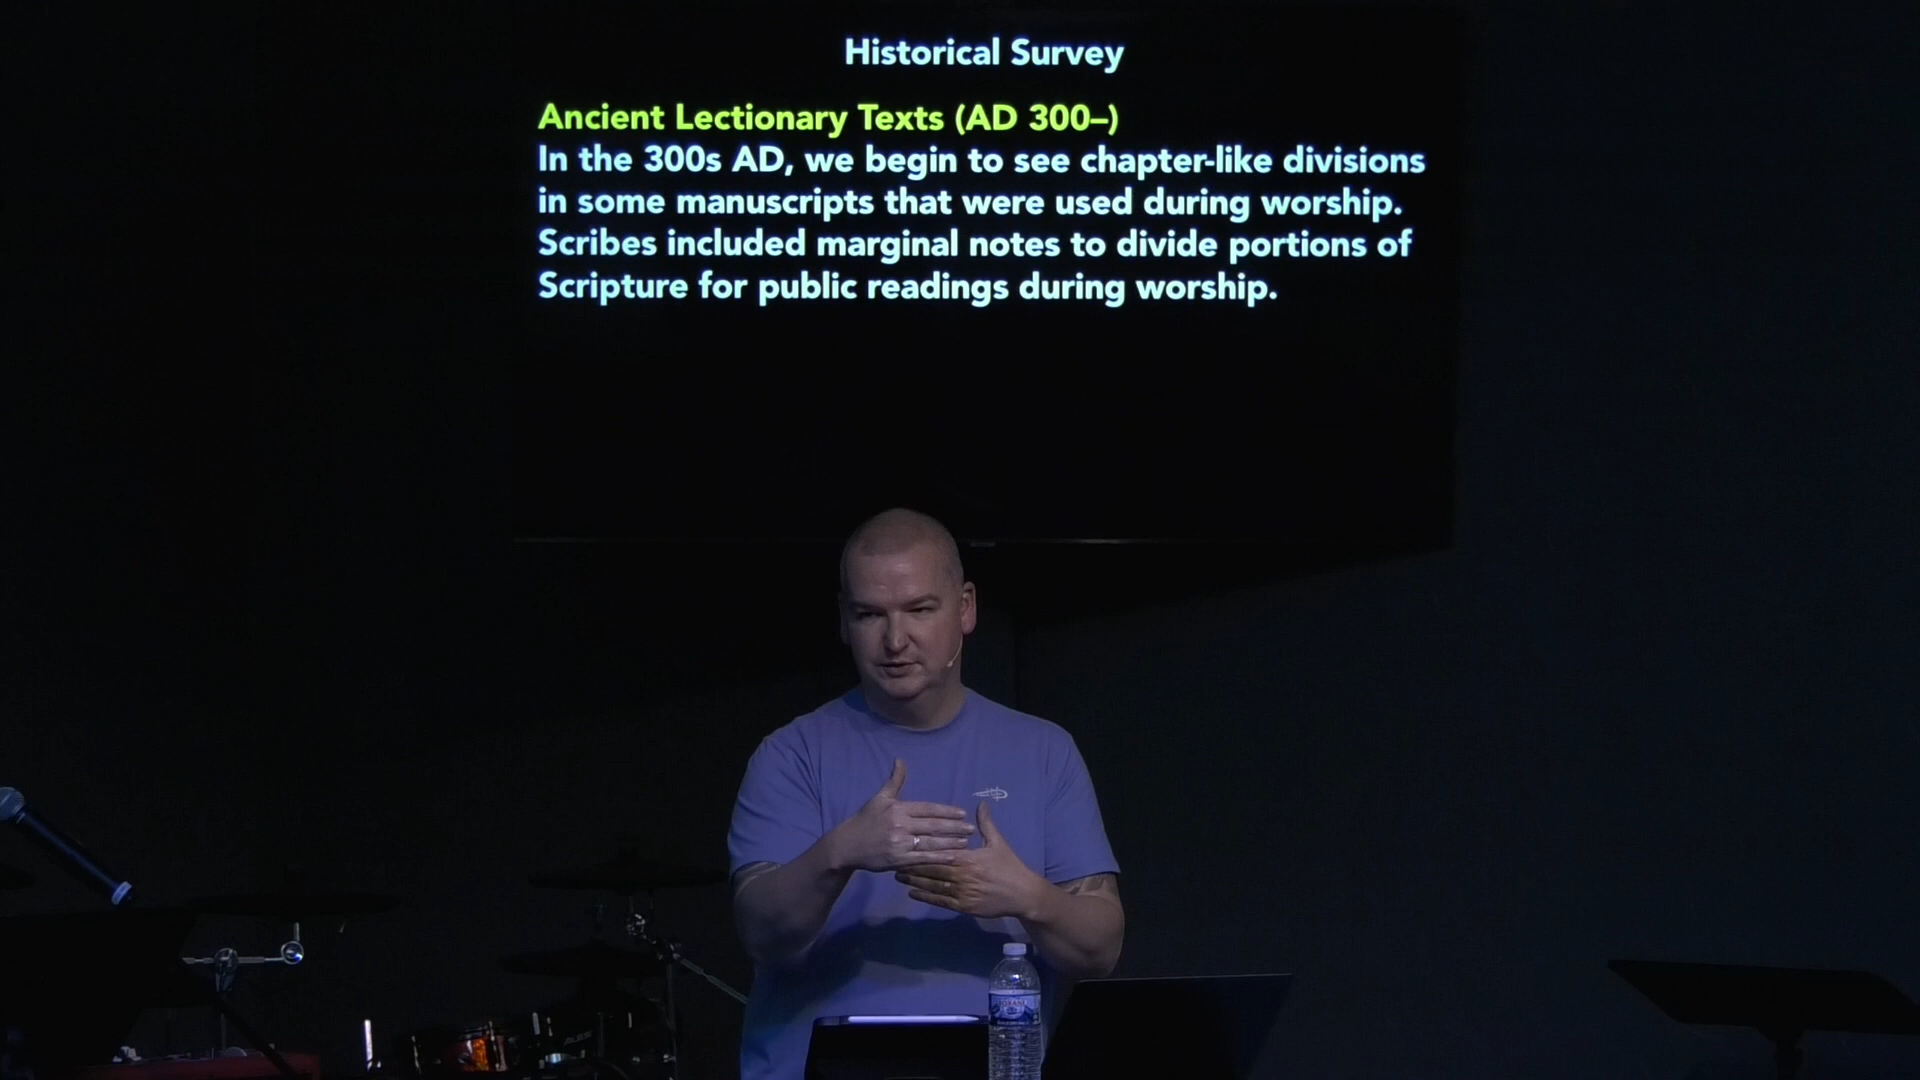 Historical Survey
Ancient Lectionary Texts (AD 300–)
In the 300s AD, we begin to see chapter-like divisions
in some manuscripts that were used during worship.
Scribes included marginal notes to divide portions of
Scripture for public readings during worship.